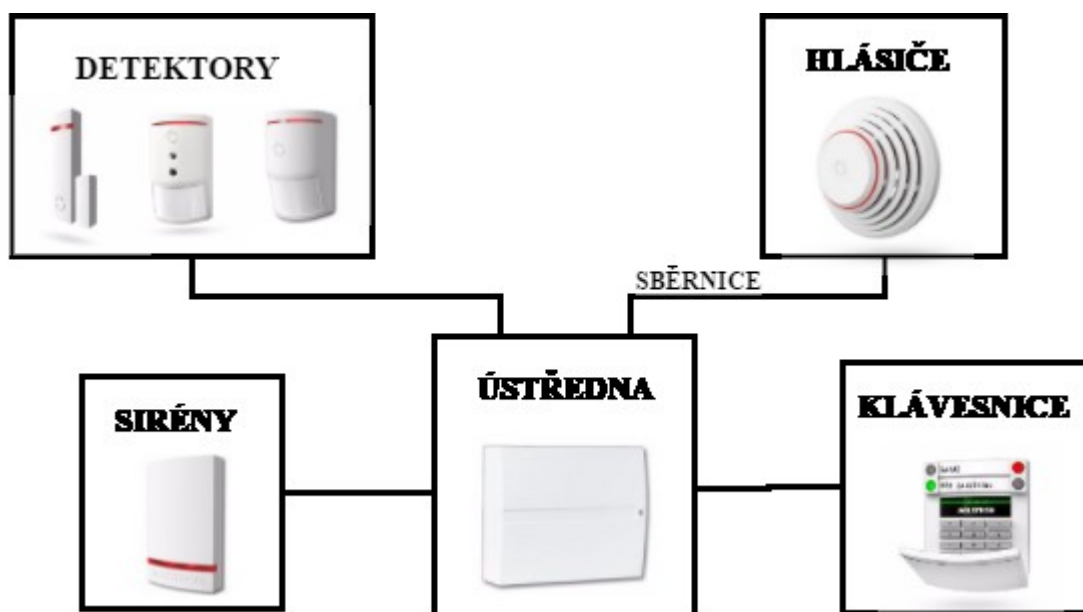 DETEKTORY
HLÁSIČE
SBĚRNICE
SIRÉNY
ÚSTŘEDNA
KLÁVESNICE